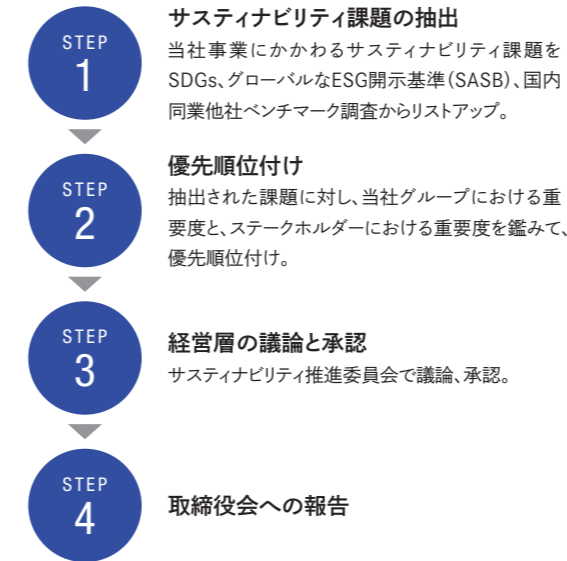 STEP
1
サスティナビリティ課題の抽出
当社事業にかかわるサスティナビリティ課題を
SDGs、グローバルなESG開示基準（SASB）、国内
同業他社ベンチマーク調査からリストアップ。
STEP
2
優先順位付け
抽出された課題に対し、当社グループにおける重
要度と、ステークホルダーにおける重要度を鑑みて、
優先順位付け。
STEP
3
経営層の議論と承認
サスティナビリティ推進委員会で議論、承認。
STEP
4
取締役会への報告